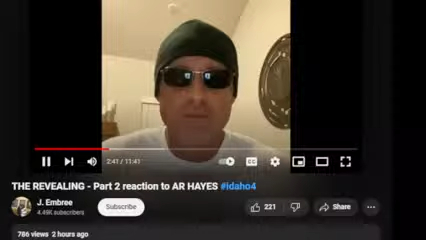 2:41 / 11:41
CC
THE REVEALING - Part 2 reaction to AR HAYES #idaho4
J. Embree
4.49K subscribers
Subscribe
221
Share
786 views 2 hours ago